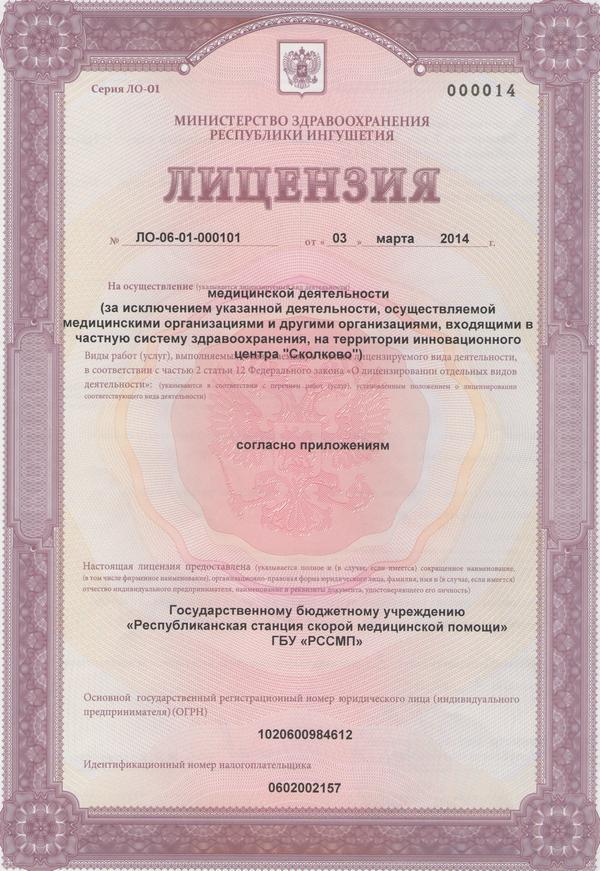 Серия ЛО-01
000014
МИНИСТЕРСТВО ЗДРАВООХРАНЕНИЯ
РЕСПУБЛИКИ ИНГУШЕТИЯ
ЛИЦЕНЗИЯ
№ ЛО-06-01-000101 от « 03 » марта 2014 г.
На осуществление (указывается лицензируемый вид деятельности)
медицинской деятельности
(за исключением указанной деятельности, осуществляемой
медицинскими организациями и другими организациями, входящими в
частную систему здравоохранения, на территории инновационного
центра "Сколково")
Виды работ (услуг), выполняемых лицензируемого вида деятельности,
в соответствии с частью 2 статьи 12 Федерального закона «О лицензировании отдельных видов
деятельности»: (указываются в соответствии с перечнем работ (услуг), установленным положением о лицензировании
соответствующего вида деятельности)
согласно приложениям
Настоящая лицензия предоставлена (указывается полное и (в случае, если имеется) сокращенное наименование,
(в том числе фирменное наименование), организационно-правовая форма юридического лица, фамилия, имя и (в случае, если имеется)
отчество индивидуального предпринимателя, наименование и реквизиты документа, удостоверяющего его личность)
Государственному бюджетному учреждению
«Республиканская станция скорой медицинской помощи»
ГБУ «РССМП»
Основной государственный регистрационный номер юридического лица (индивидуального
предпринимателя) (ОГРН)
1020600984612
Идентификационный номер налогоплательщика
0602002157